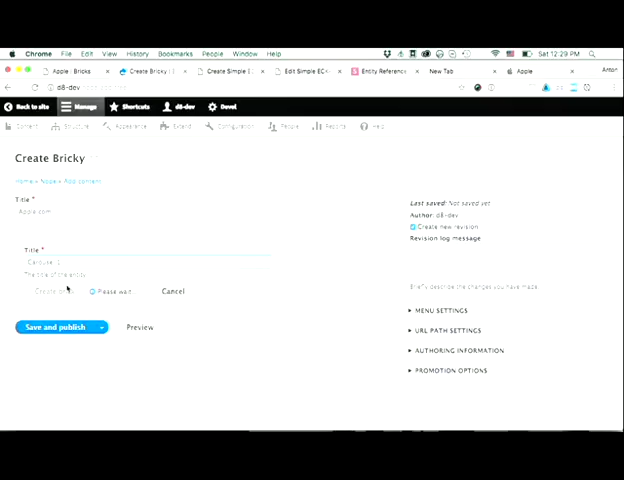 Chrome File Edit View History Bookmarks People Window Help Sat 12:29 PM
Apple | Bricks Create Bricky | Create Simple EC Edit Simple EC Entity Reference New Tab Apple Anton
d8-dev
Back to site Manage Shortcuts d8-dev Devel
Content Structure Appearance Extend Configuration People Reports Help
Create Bricky
Home » Node » Add content
Title *
Apple.com
Last saved: Not saved yet
Author: d8-dev
Create new revision
Revision log message
Title *
The title of the entity.
Please wait...
Cancel
Briefly describe the changes you have made.
Save and publish
Preview
MENU SETTINGS
URL PATH SETTINGS
AUTHORING INFORMATION
PROMOTION OPTIONS